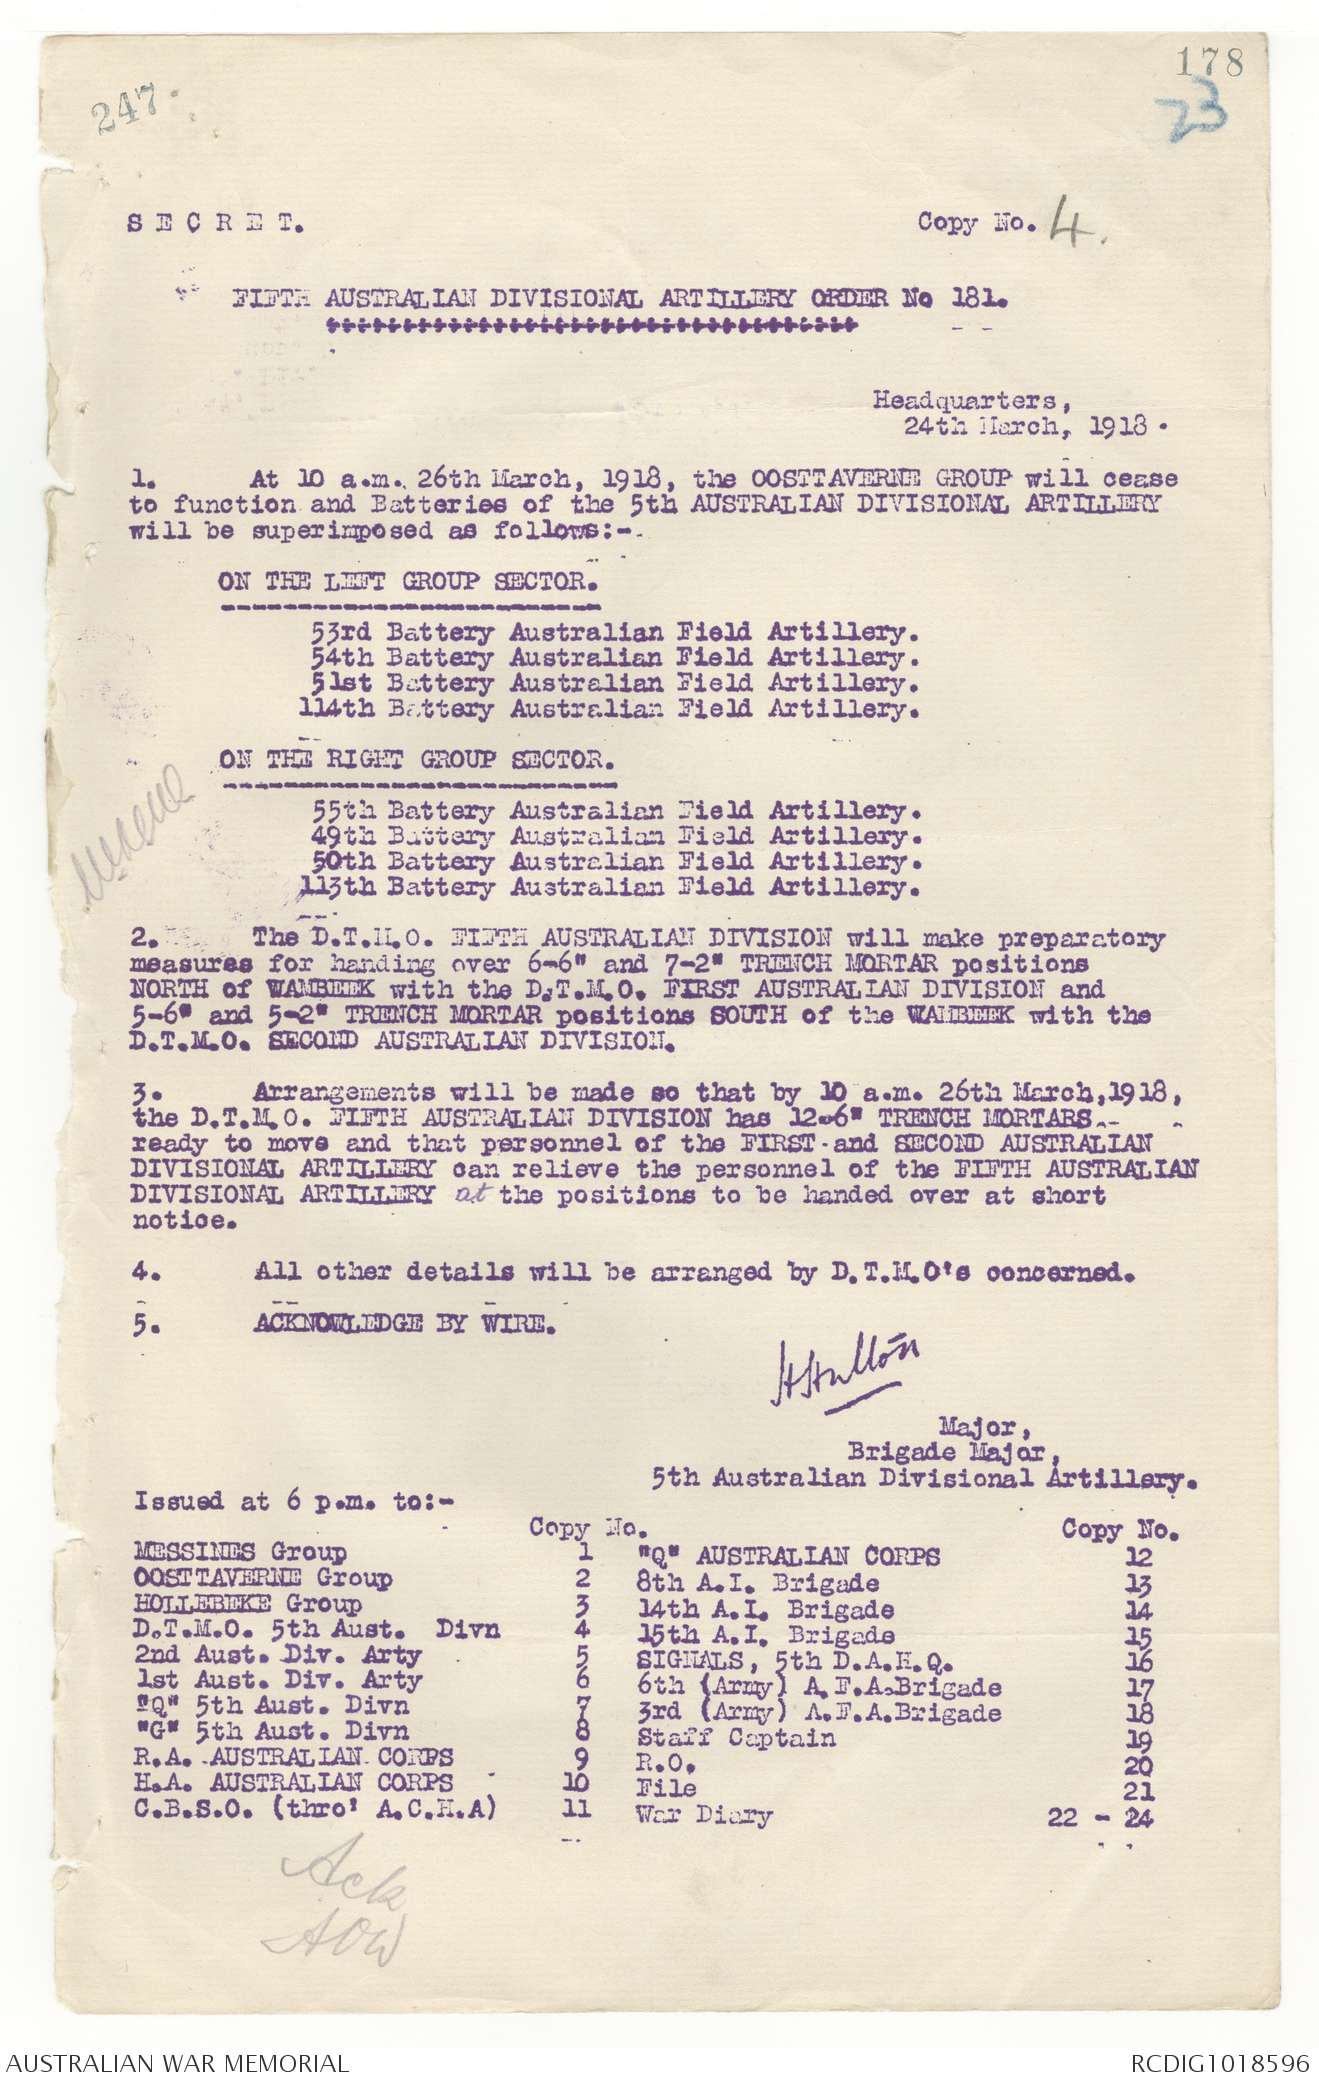 178
247.
23
S E C R E T.
Copy No. 4.
FIFTH AUSTRALIAN DIVISIONAL ARTILLERY ORDER No 181.
Headquarters,
24th March, 1918.
1. At 10 a.m. 26th March, 1918, the OOSTTAVERNE GROUP will cease
to function and Batteries of the 5th AUSTRALIAN DIVISIONAL ARTILLERY
will be superimposed as follows:-
ON THE LEFT GROUP SECTOR.
53rd Battery Australian Field Artillery.
54th Battery Australian Field Artillery.
51st Battery Australian Field Artillery.
114th Battery Australian Field Artillery.
ON THE RIGHT GROUP SECTOR.
55th Battery Australian Field Artillery.
49th Battery Australian Field Artillery.
50th Battery Australian Field Artillery.
113th Battery Australian Field Artillery.
2. The D.T.M.O. FIFTH AUSTRALIAN DIVISION will make preparatory
measures for handing over 6-6" and 7-2" TRENCH MORTAR positions
NORTH of WAMBEEK with the D.T.M.O. FIRST AUSTRALIAN DIVISION and
5-6" and 5-2" TRENCH MORTAR positions SOUTH of the WAMBEEK with the
D.T.M.O. SECOND AUSTRALIAN DIVISION.
3. Arrangements will be made so that by 10 a.m. 26th March,1918,
the D.T.M.O. FIFTH AUSTRALIAN DIVISION has 12-6" TRENCH MORTARS
ready to move and that personnel of the FIRST and SECOND AUSTRALIAN
DIVISIONAL ARTILLERY can relieve the personnel of the FIFTH AUSTRALIAN
DIVISIONAL ARTILLERY at the positions to be handed over at short
notice.
4. All other details will be arranged by D.T.M.O's concerned.
5. ACKNOWLEDGE BY WIRE.
Major,
Brigade Major,
5th Australian Divisional Artillery.
Issued at 6 p.m. to:-
Copy No. Copy No.
MESSINES Group 1 "Q" AUSTRALIAN CORPS 12
OOSTTAVERNE Group 2 8th A.I. Brigade 13
HOLLEBEKE Group 3 14th A.I. Brigade 14
D.T.M.O. 5th Aust. Divn 4 15th A.I. Brigade 15
2nd Aust. Div. Arty 5 SIGNALS, 5th D.A.H.Q. 16
1st Aust. Div. Arty 6 6th (Army) A.F.A.Brigade 17
"Q" 5th Aust. Divn 7 3rd (Army) A.F.A.Brigade 18
"G" 5th Aust. Divn 8 Staff Captain 19
R.A. AUSTRALIAN CORPS 9 R.O. 20
H.A. AUSTRALIAN CORPS 10 File 21
C.B.S.O. (thro' A.C.H.A) 11 War Diary 22 - 24
Ack
AOW
AUSTRALIAN WAR MEMORIAL
RCDIG1018596